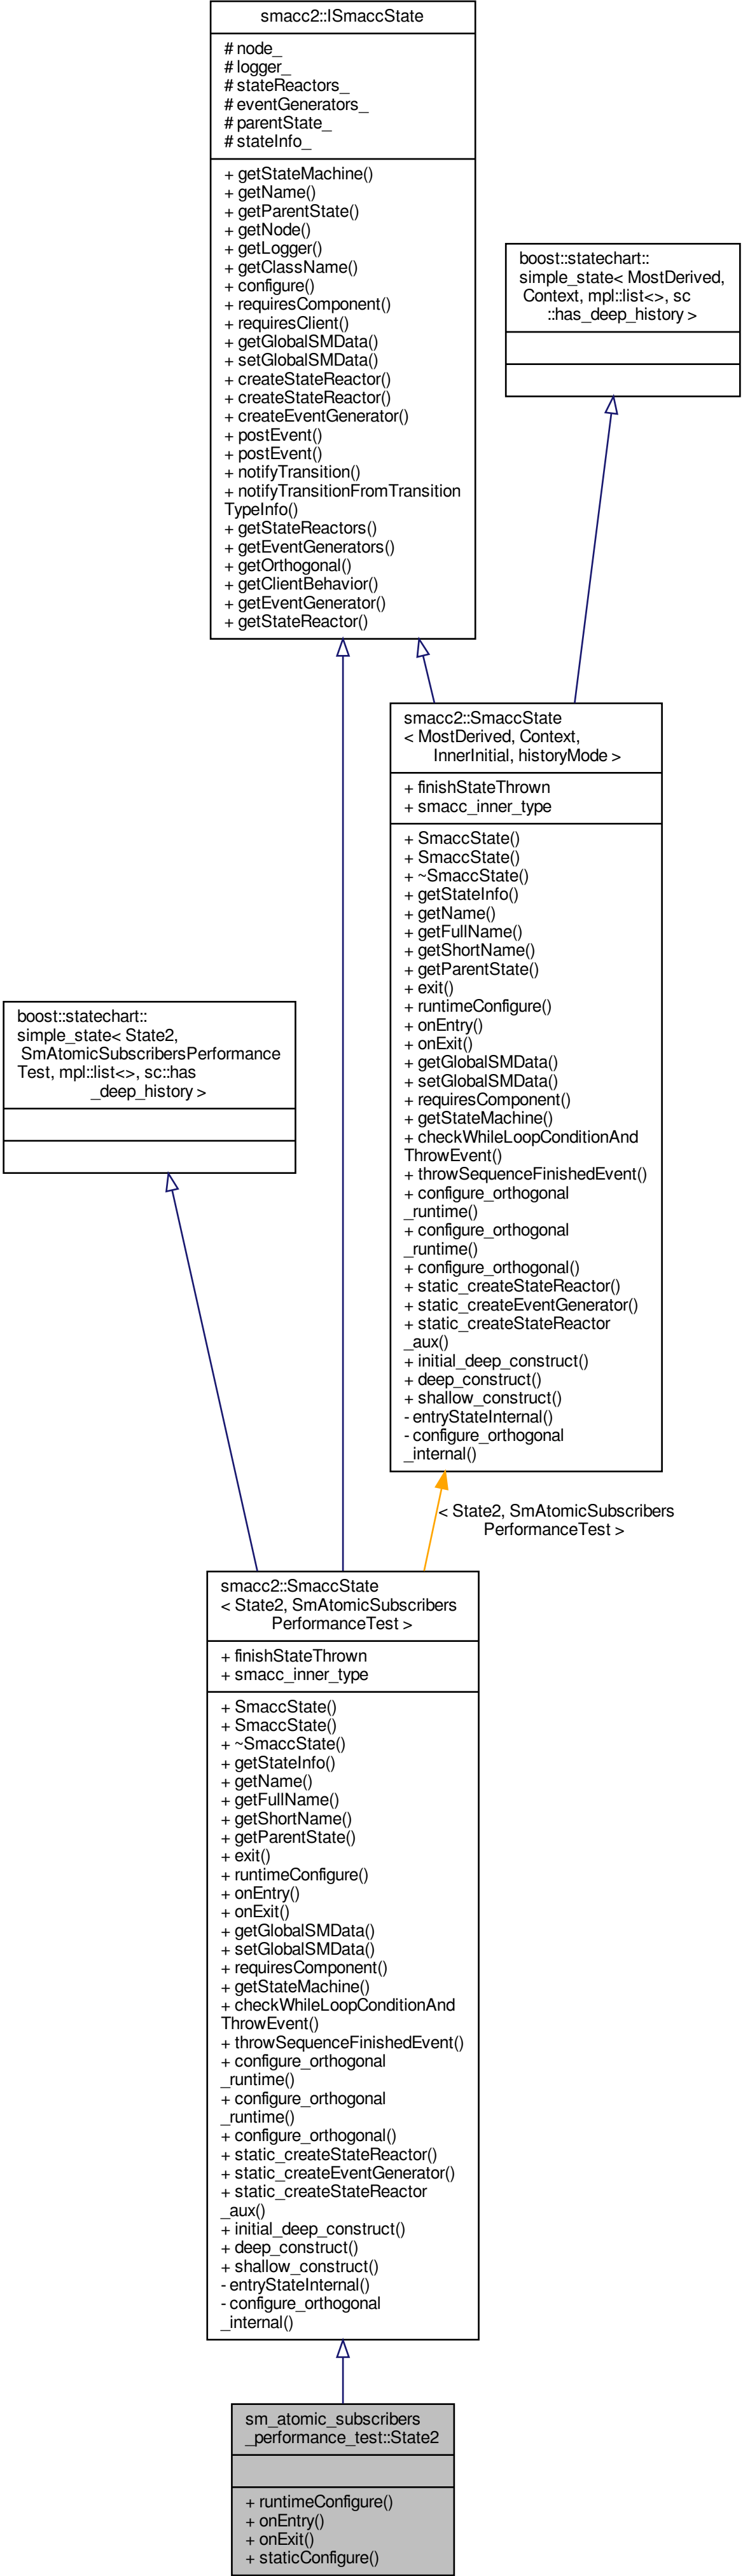 smacc2::ISmaccState
# node_
# logger_
# stateReactors_
# eventGenerators_
# parentState_
# stateInfo_
+ getStateMachine()
+ getName()
+ getParentState()
+ getNode()
+ getLogger()
+ getClassName()
+ configure()
+ requiresComponent()
+ requiresClient()
+ getGlobalSMData()
+ setGlobalSMData()
+ createStateReactor()
+ createStateReactor()
+ createEventGenerator()
+ postEvent()
+ postEvent()
+ notifyTransition()
+ notifyTransitionFromTransition
TypeInfo()
+ getStateReactors()
+ getEventGenerators()
+ getOrthogonal()
+ getClientBehavior()
+ getEventGenerator()
+ getStateReactor()
boost::statechart::
simple_state< MostDerived,
Context, mpl::list<>, sc
::has_deep_history >
smacc2::SmaccState
< MostDerived, Context,
InnerInitial, historyMode >
+ finishStateThrown
+ smacc_inner_type
+ SmaccState()
+ SmaccState()
+ ~SmaccState()
+ getStateInfo()
+ getName()
+ getFullName()
+ getShortName()
+ getParentState()
+ exit()
+ runtimeConfigure()
+ onEntry()
+ onExit()
+ getGlobalSMData()
+ setGlobalSMData()
+ requiresComponent()
+ getStateMachine()
+ checkWhileLoopConditionAnd
ThrowEvent()
+ throwSequenceFinishedEvent()
+ configure_orthogonal
_runtime()
+ configure_orthogonal
_runtime()
+ configure_orthogonal()
+ static_createStateReactor()
+ static_createEventGenerator()
+ static_createStateReactor
_aux()
+ initial_deep_construct()
+ deep_construct()
+ shallow_construct()
- entryStateInternal()
- configure_orthogonal
_internal()
boost::statechart::
simple_state< State2,
SmAtomicSubscribersPerformance
Test, mpl::list<>, sc::has
_deep_history >
< State2, SmAtomicSubscribers
PerformanceTest >
smacc2::SmaccState
< State2, SmAtomicSubscribers
PerformanceTest >
+ finishStateThrown
+ smacc_inner_type
+ SmaccState()
+ SmaccState()
+ ~SmaccState()
+ getStateInfo()
+ getName()
+ getFullName()
+ getShortName()
+ getParentState()
+ exit()
+ runtimeConfigure()
+ onEntry()
+ onExit()
+ getGlobalSMData()
+ setGlobalSMData()
+ requiresComponent()
+ getStateMachine()
+ checkWhileLoopConditionAnd
ThrowEvent()
+ throwSequenceFinishedEvent()
+ configure_orthogonal
_runtime()
+ configure_orthogonal
_runtime()
+ configure_orthogonal()
+ static_createStateReactor()
+ static_createEventGenerator()
+ static_createStateReactor
_aux()
+ initial_deep_construct()
+ deep_construct()
+ shallow_construct()
- entryStateInternal()
- configure_orthogonal
_internal()
sm_atomic_subscribers
_performance_test::State2
+ runtimeConfigure()
+ onEntry()
+ onExit()
+ staticConfigure()